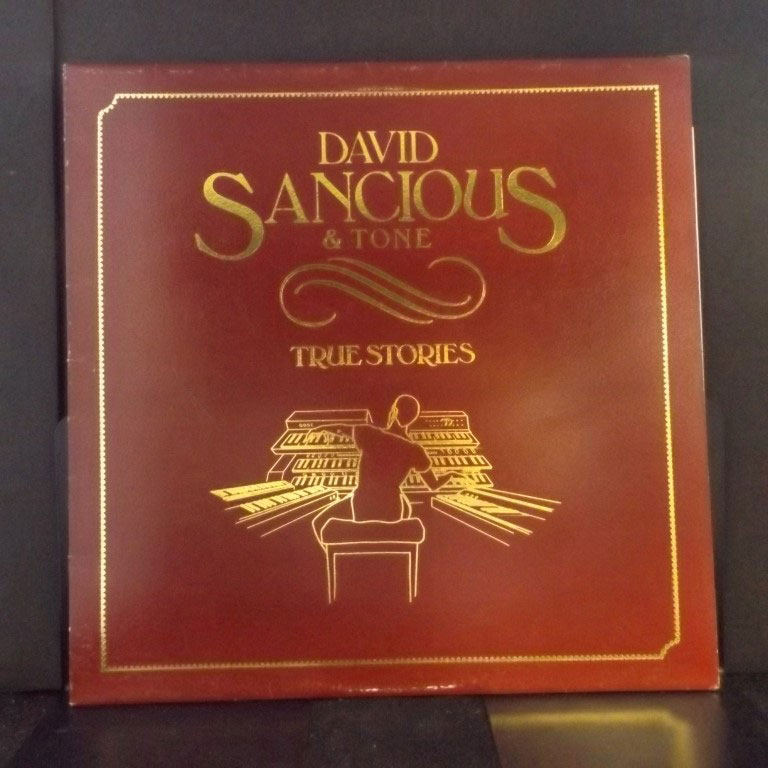 DAVID
SANCIOUS
& TONE
TRUE STORIES